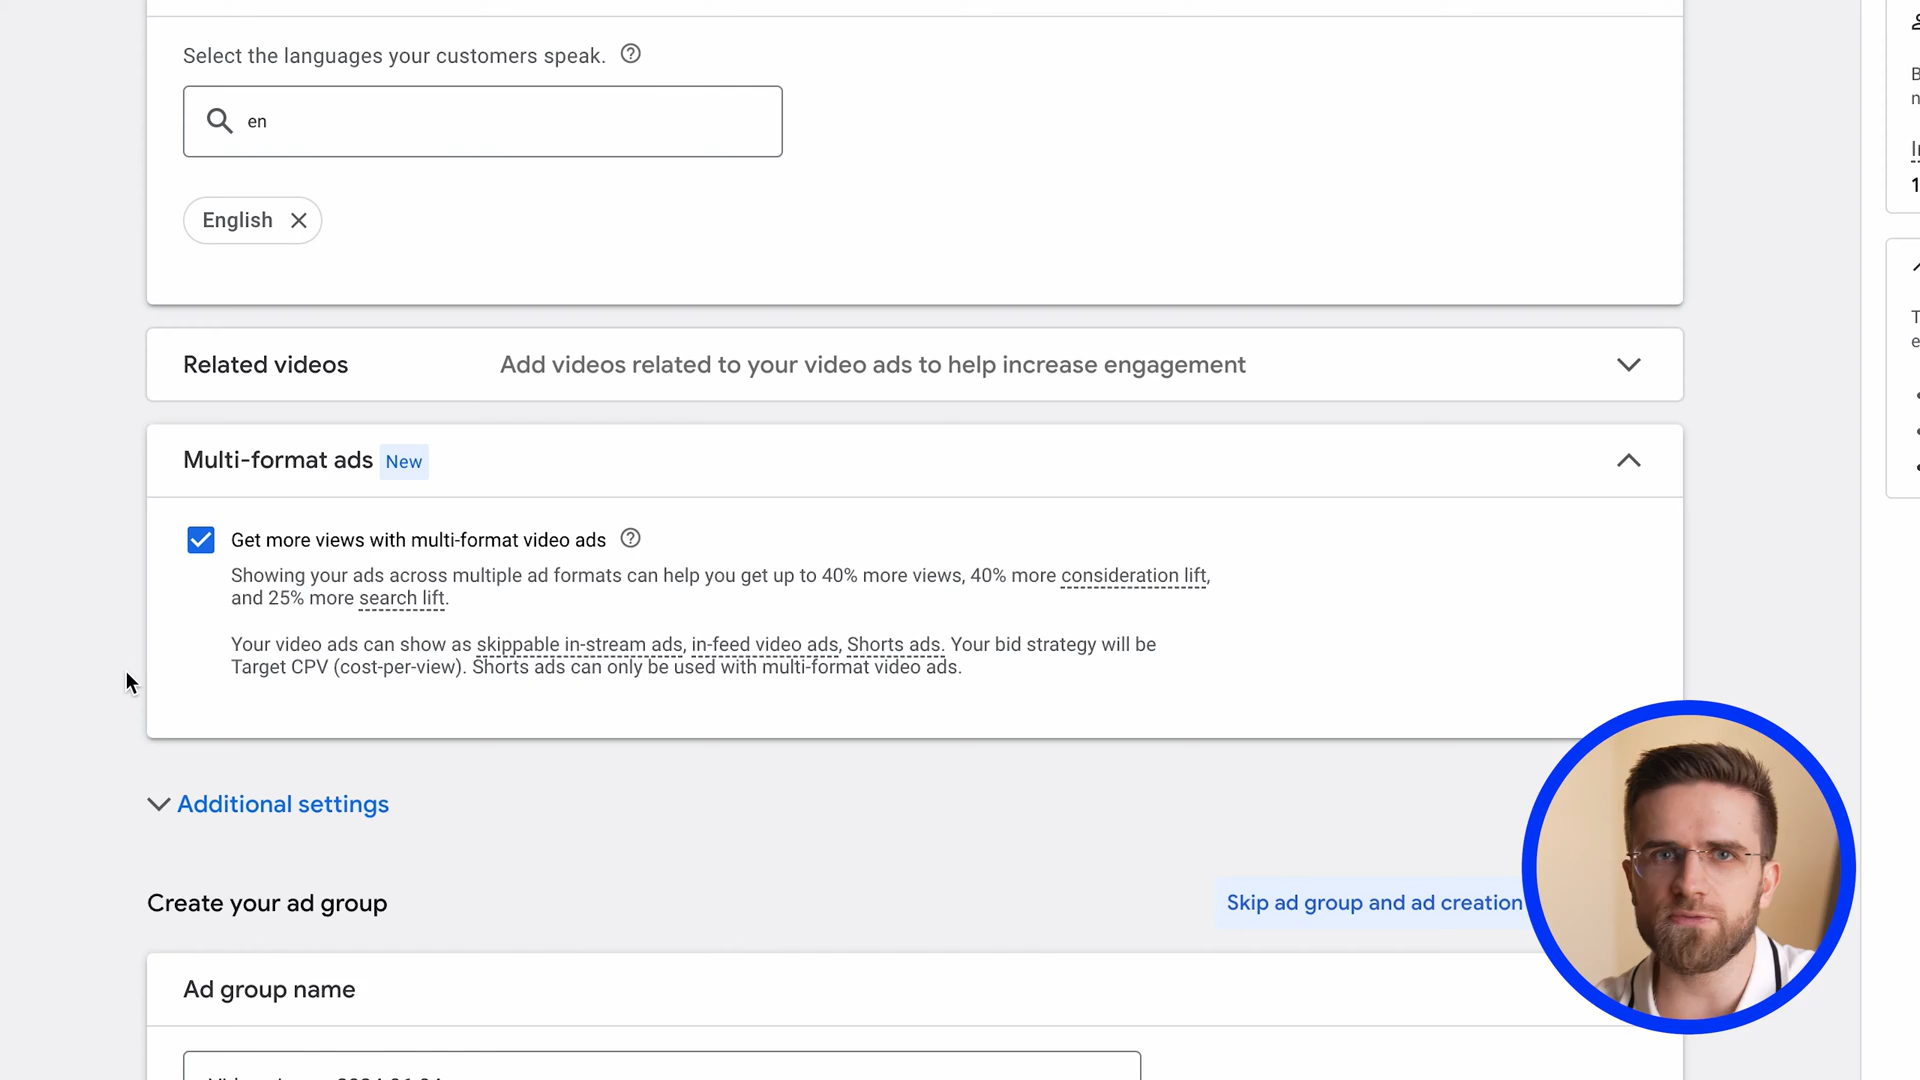 Select the languages your customers speak.
en
English
Related videos
Add videos related to your video ads to help increase engagement
Multi-format ads New
Get more views with multi-format video ads
Showing your ads across multiple ad formats can help you get up to 40% more views, 40% more consideration lift,
and 25% more search lift.
Your video ads can show as skippable in-stream ads, in-feed video ads, Shorts ads. Your bid strategy will be
Target CPV (cost-per-view). Shorts ads can only be used with multi-format video ads.
Additional settings
Create your ad group
Skip ad group and ad creation
Ad group name